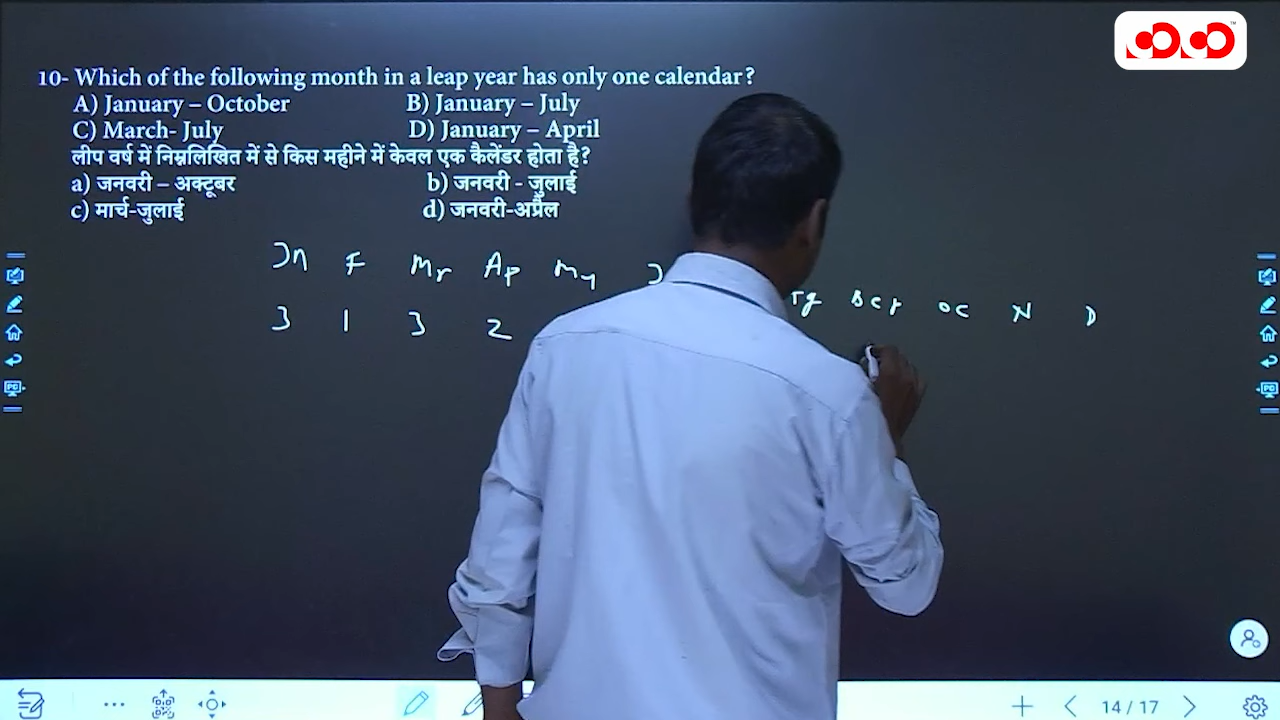 10- Which of the following month in a leap year has only one calendar?
A) January – October B) January – July
C) March- July D) January – April
लीप वर्ष में निम्नलिखित में से किस महीने में केवल एक कैलेंडर होता है?
a) जनवरी – अक्टूबर b) जनवरी - जुलाई
c) मार्च-जुलाई d) जनवरी-अप्रैल
Jn F Mr Ap My J OC N D
3 1 3 2
14 / 17